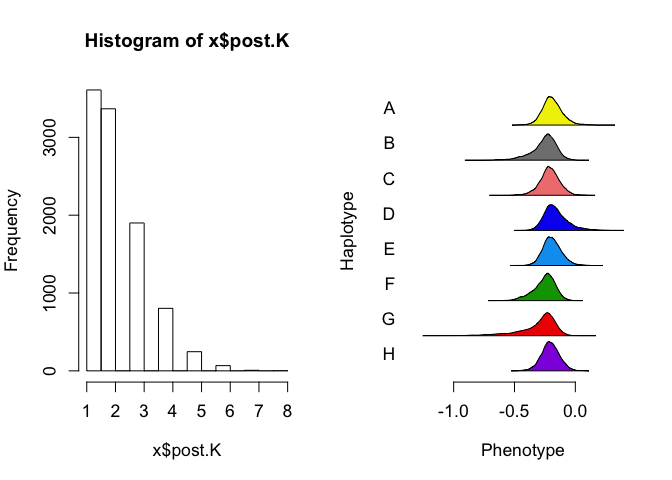 Histogram of x$post.K
Frequency
0
1000
2000
3000
1 2 3 4 5 6 7 8
x$post.K
Haplotype
A
B
C
D
E
F
G
H
-1.0 -0.5 0.0
Phenotype